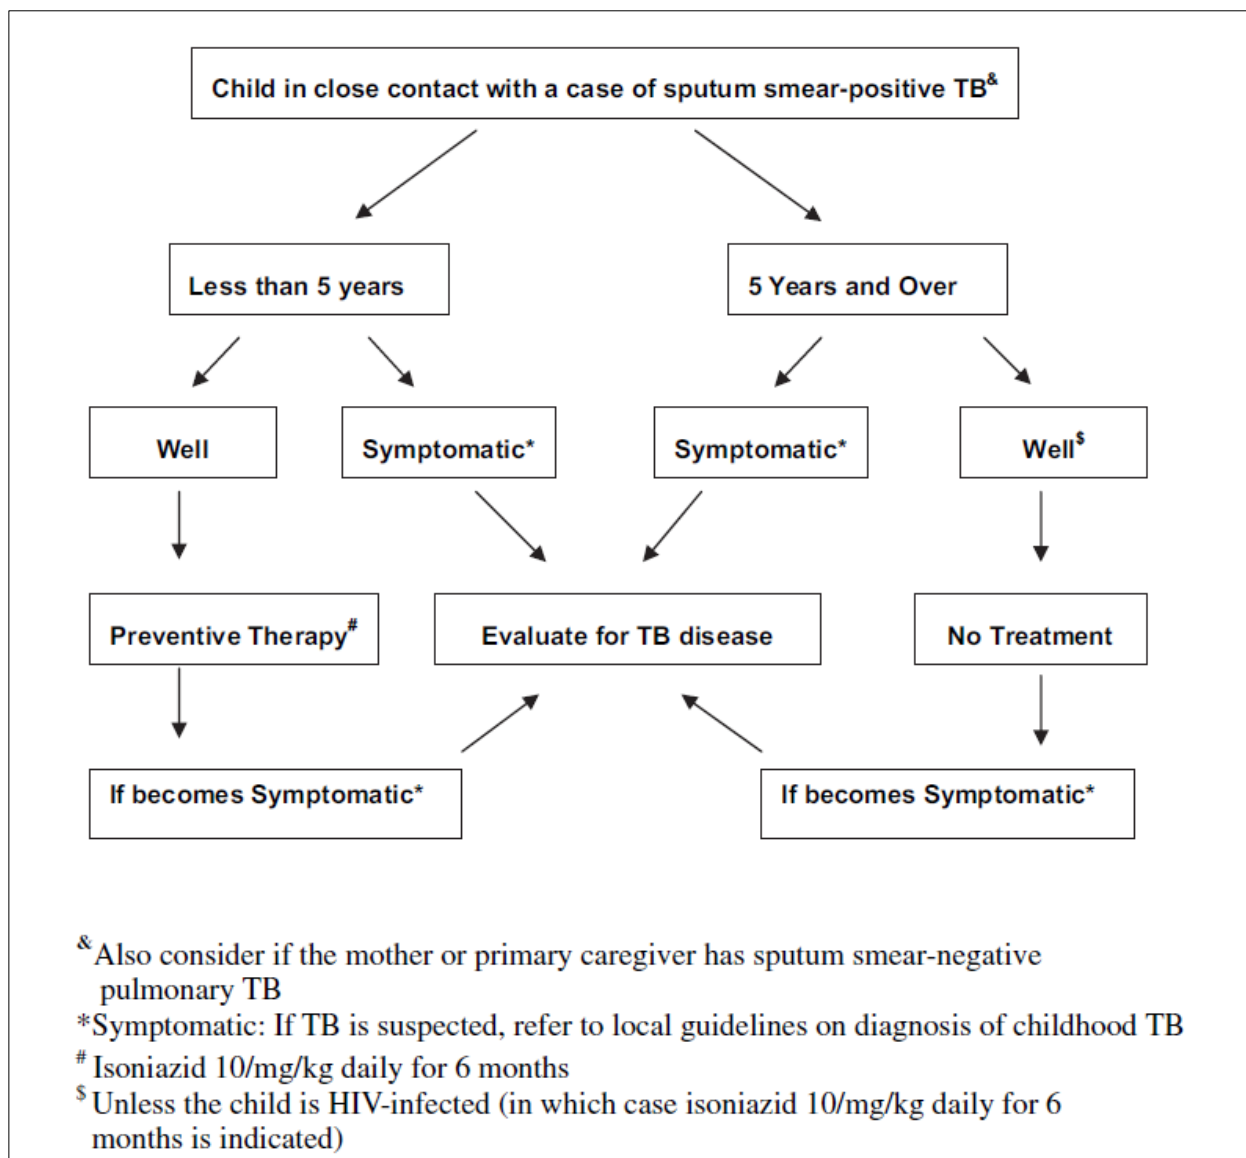 Child in close contact with a case of sputum smear-positive TB&
Less than 5 years
5 Years and Over
Well
Symptomatic*
Symptomatic*
Well$
Preventive Therapy#
Evaluate for TB disease
No Treatment
If becomes Symptomatic*
If becomes Symptomatic*
&Also consider if the mother or primary caregiver has sputum smear-negative
pulmonary TB
*Symptomatic: If TB is suspected, refer to local guidelines on diagnosis of childhood TB
# Isoniazid 10/mg/kg daily for 6 months
$ Unless the child is HIV-infected (in which case isoniazid 10/mg/kg daily for 6
months is indicated)